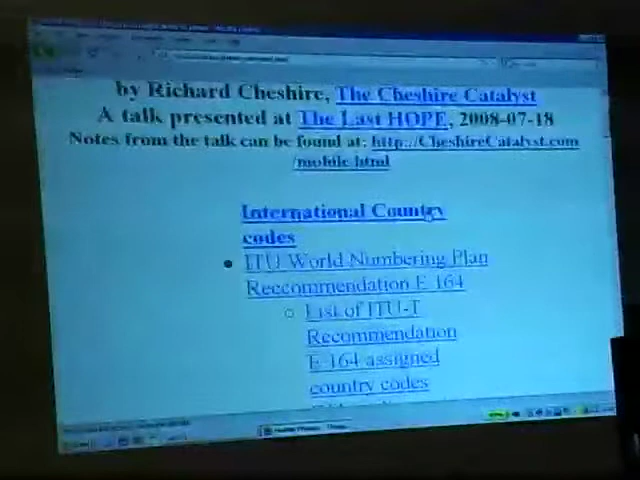 by Richard Cheshire, The Cheshire Catalyst
A talk presented at The Last HOPE, 2008-07-18
Notes from the talk can be found at: http://CheshireCatalyst.com
/mobile.html
International Country
codes
ITU World Numbering Plan
Reccommendation E 164
List of ITU-T
Recommendation
E 164 assigned
country codes